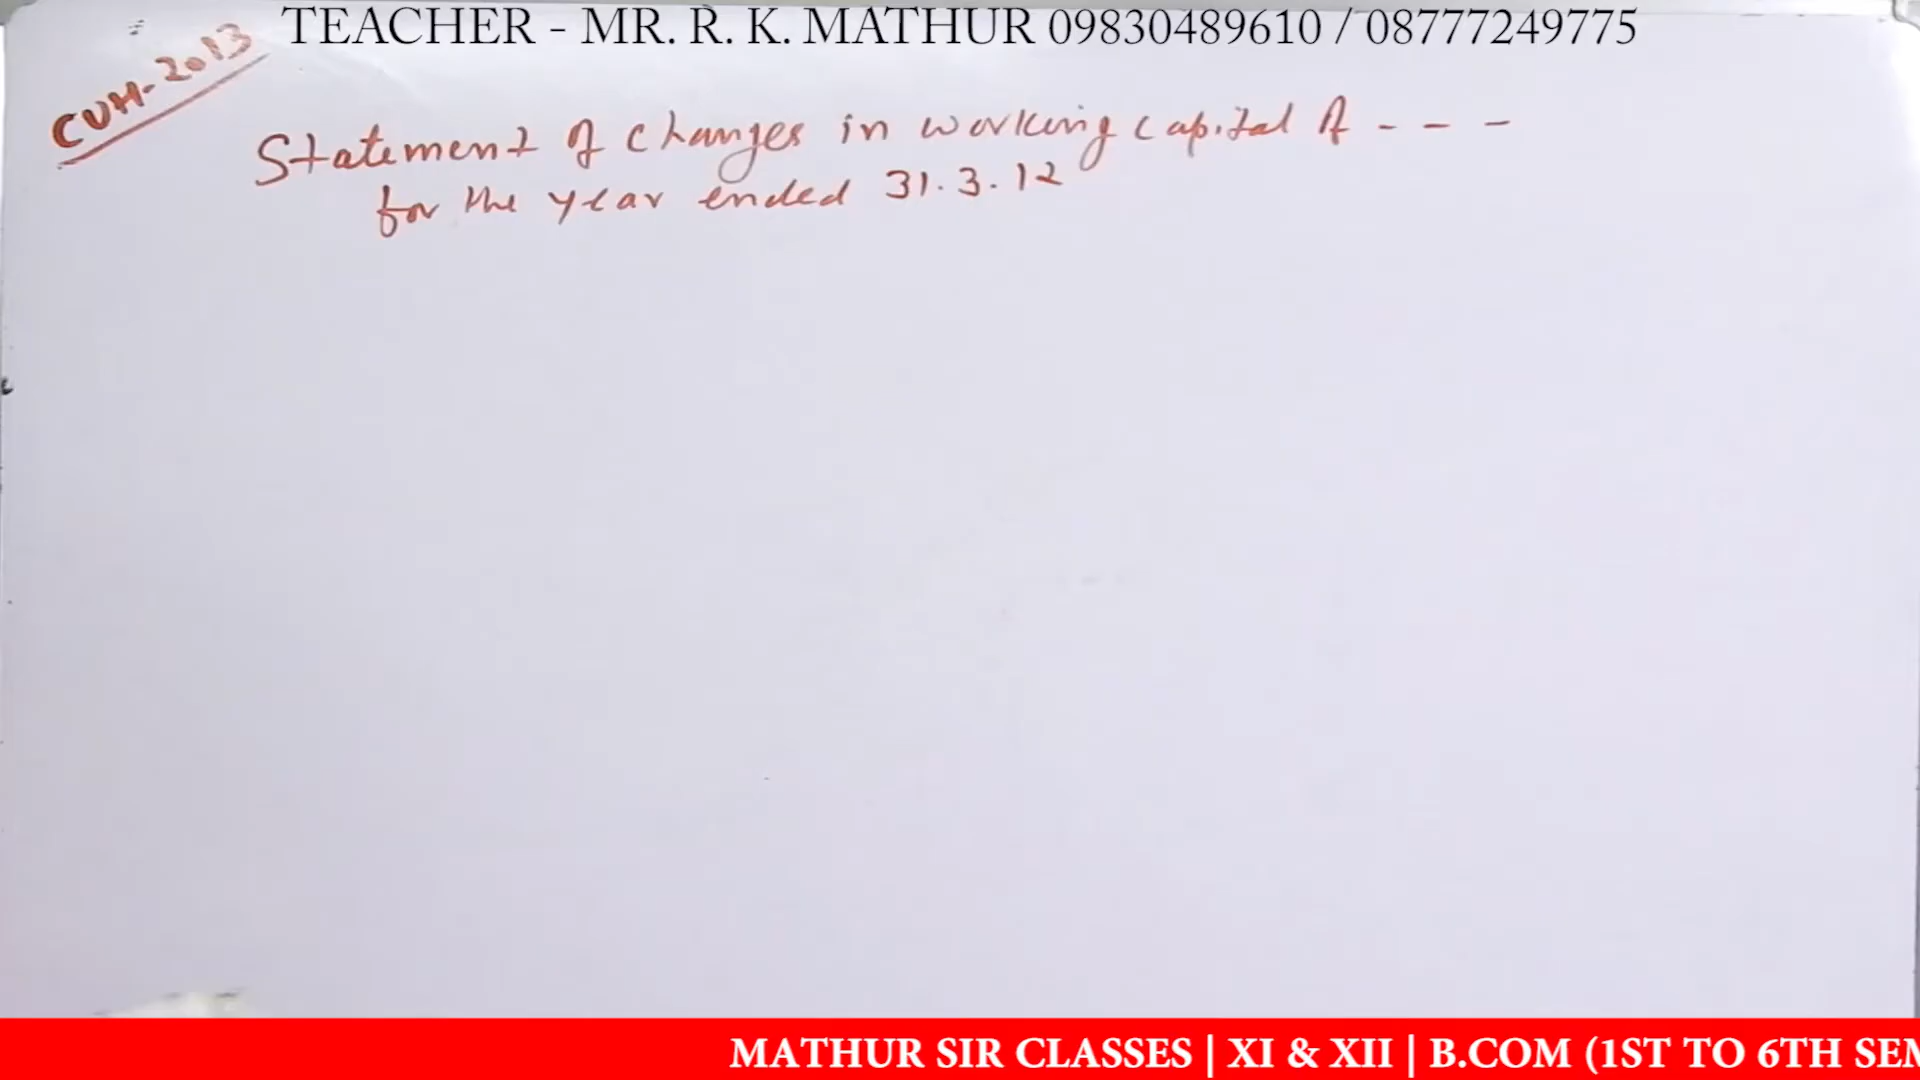 TEACHER - MR. R. K. MATHUR 09830489610 / 08777249775
CUH-2013
Statement of changes in working capital of - - -
for the year ended 31.3.12
MATHUR SIR CLASSES | XI & XII | B.COM (1ST TO 6TH SEM